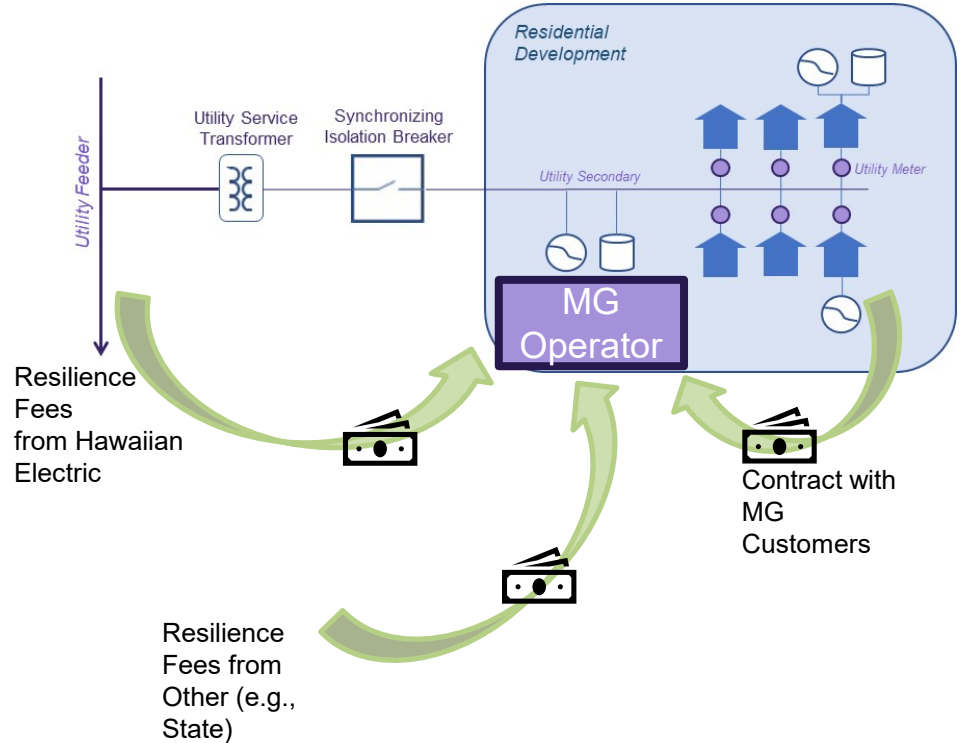 Residential
Development
Utility Service
Transformer
Synchronizing
Isolation Breaker
Utility Feeder
Utility Secondary
Utility Meter
MG
Operator
Resilience
Fees
from Hawaiian
Electric
Contract with
MG
Customers
Resilience
Fees from
Other (e.g.,
State)